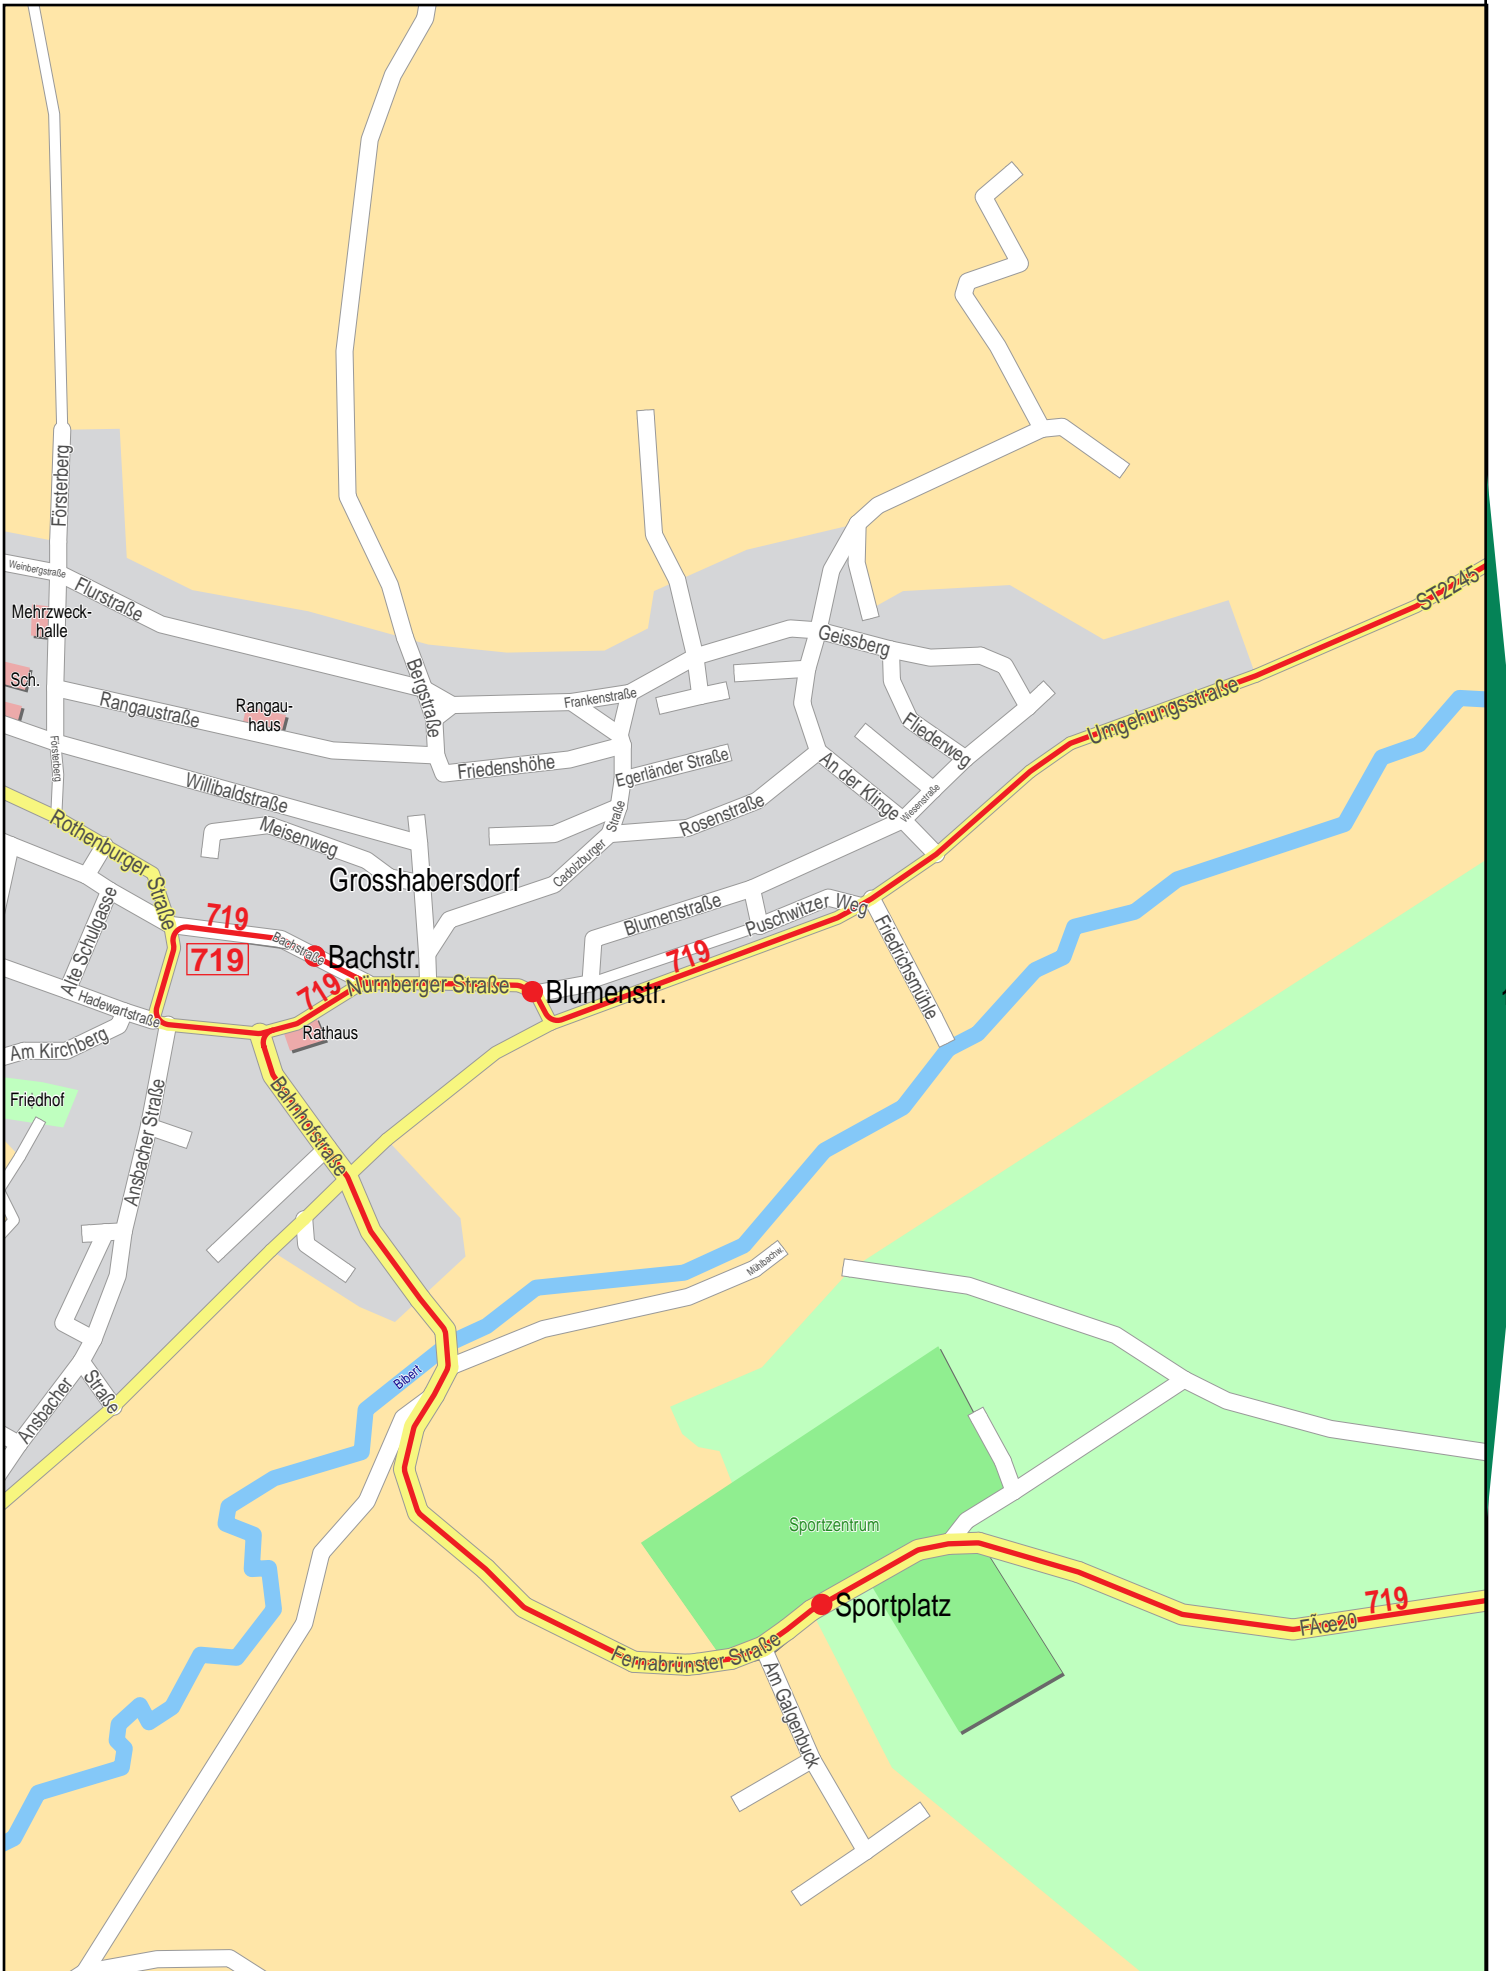 Försterberg
Weinbergstraße
Flurstraße
Mehrzweck-
halle
Sch.
Rangaustraße
Rangau-
haus
Bergstraße
Frankenstraße
Geissberg
Fliederweg
ST2245
Umgehungsstraße
Försterberg
Willibaldstraße
Friedenshöhe
Egerländer Straße
An der Klinge
Wiesenstraße
Rothenburger Straße
Meisenweg
Cadolzburger Straße
Rosenstraße
Grosshabersdorf
Blumenstraße
Puschwitzer Weg
Friedrichsmühle
Alte Schulgasse
719
719
Bachstraße
Bachstr.
719
Nürnberger Straße
Blumenstr.
719
Hadewartstraße
Rathaus
Am Kirchberg
Friedhof
Ansbacher Straße
Bahnhofstraße
Mühlbachw.
Bibert
Ansbacher
Straße
Sportzentrum
Sportplatz
719
FÃœ20
Fernabrünster Straße
Am Galgenbuck